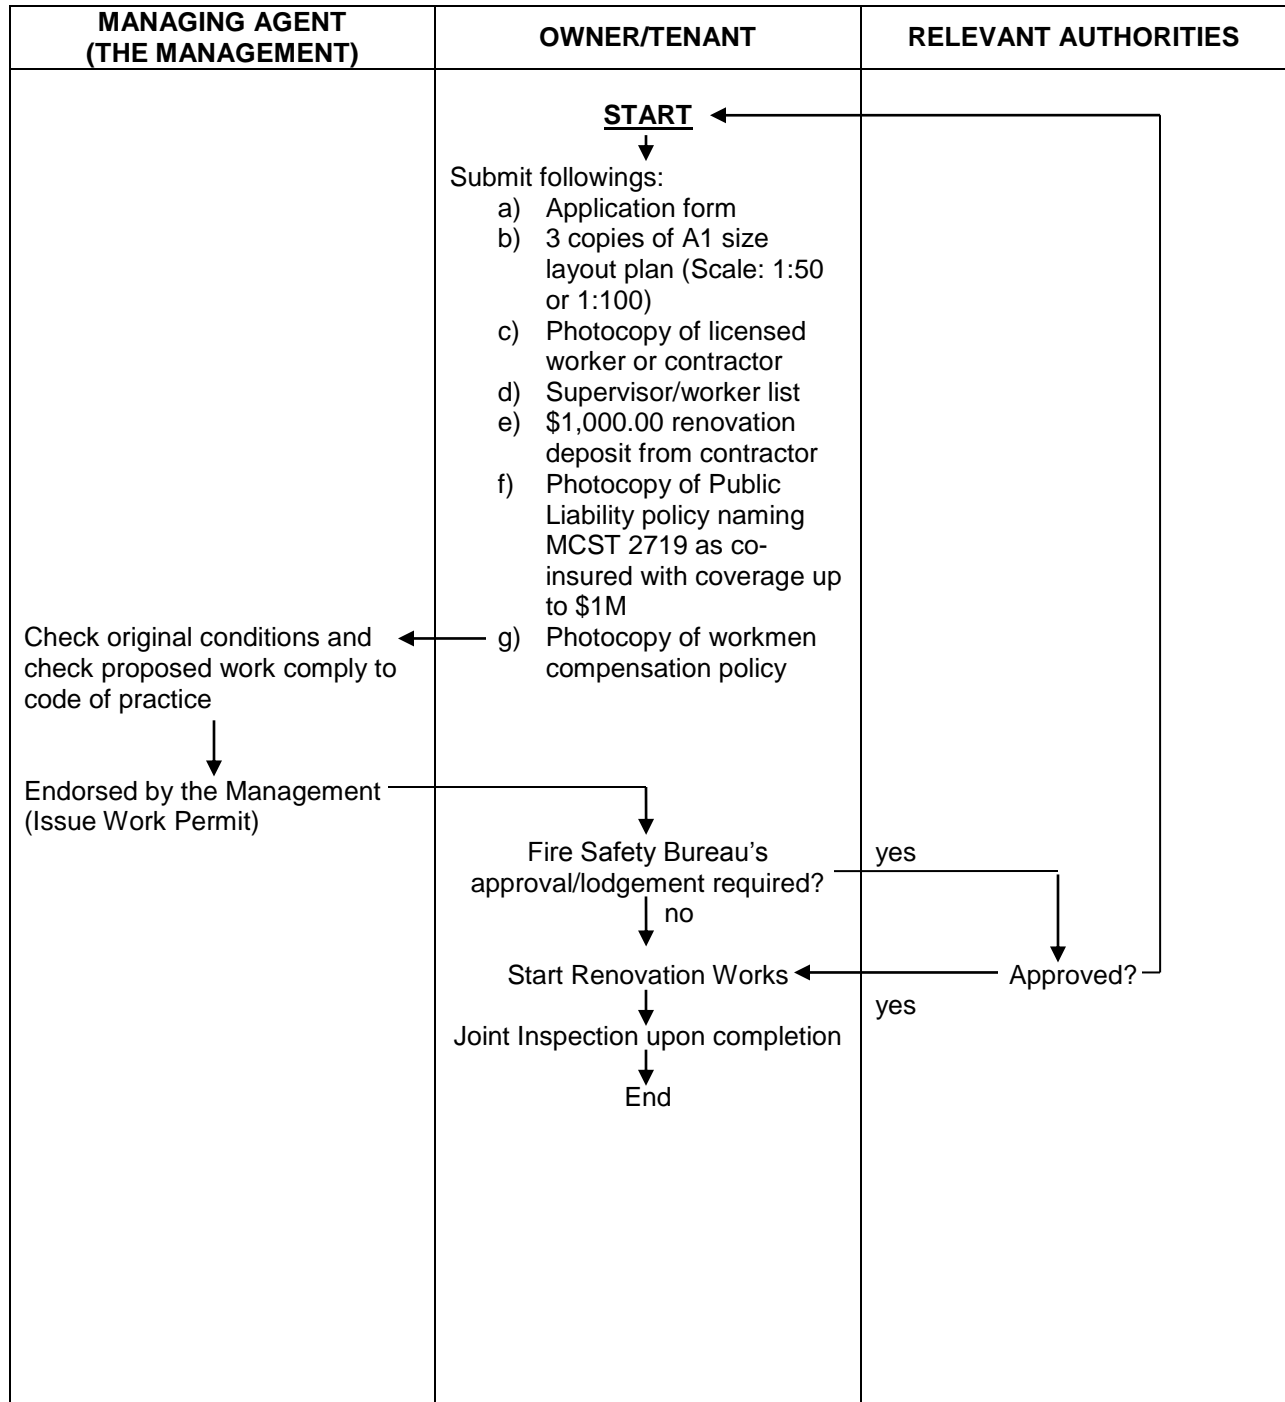 MANAGING AGENT
(THE MANAGEMENT)
OWNER/TENANT
RELEVANT AUTHORITIES
START
Submit followings:
a) Application form
b) 3 copies of A1 size
layout plan (Scale: 1:50
or 1:100)
c) Photocopy of licensed
worker or contractor
d) Supervisor/worker list
e) $1,000.00 renovation
deposit from contractor
f) Photocopy of Public
Liability policy naming
MCST 2719 as co-
insured with coverage up
to $1M
g) Photocopy of workmen
compensation policy
Check original conditions and
check proposed work comply to
code of practice
Endorsed by the Management
(Issue Work Permit)
Fire Safety Bureau’s
approval/lodgement required?
yes
no
Start Renovation Works
Approved?
yes
Joint Inspection upon completion
End